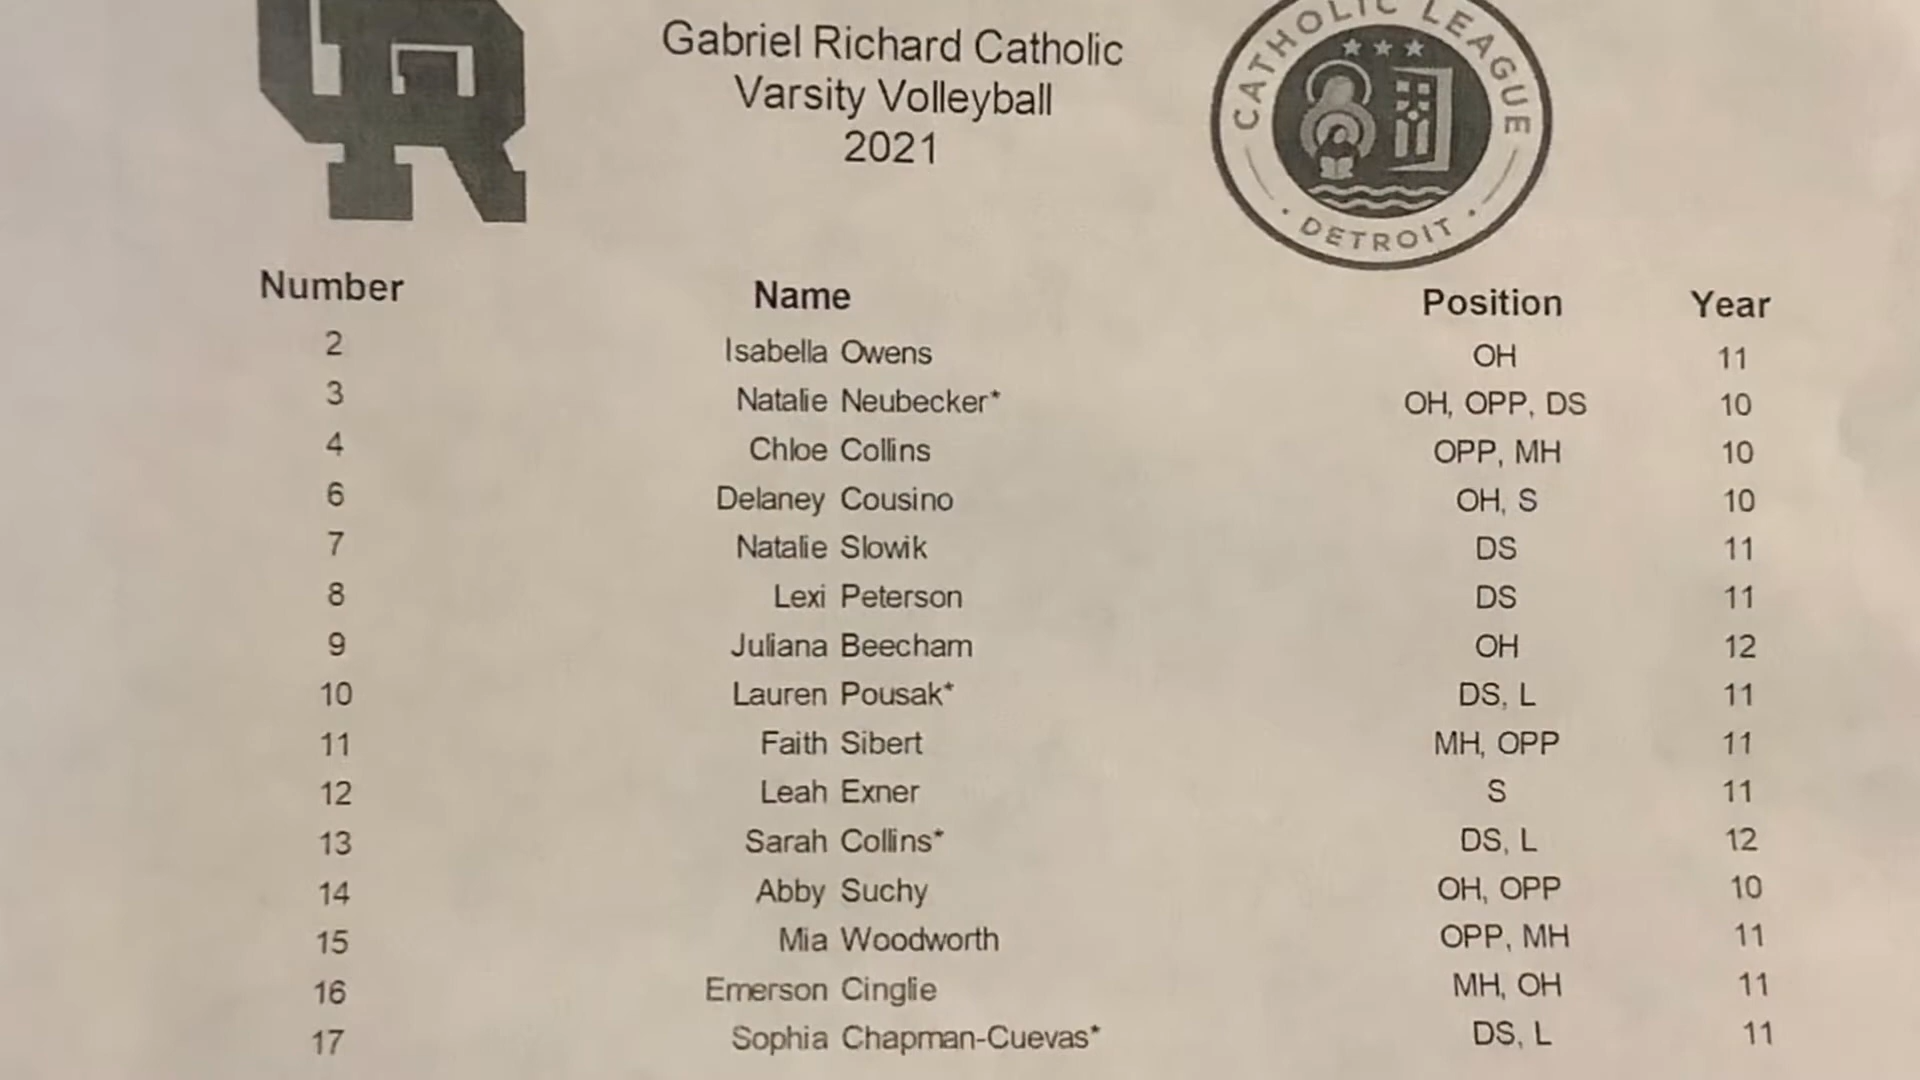 Gabriel Richard Catholic
Varsity Volleyball
2021
CATHOLIC LEAGUE
DETROIT
GR
Number Name Position Year
2 Isabella Owens OH 11
3 Natalie Neubecker* OH, OPP, DS 10
4 Chloe Collins OPP, MH 10
6 Delaney Cousino OH, S 10
7 Natalie Slowik DS 11
8 Lexi Peterson DS 11
9 Juliana Beecham OH 12
10 Lauren Pousak* DS, L 11
11 Faith Sibert MH, OPP 11
12 Leah Exner S 11
13 Sarah Collins* DS, L 12
14 Abby Suchy OH, OPP 10
15 Mia Woodworth OPP, MH 11
16 Emerson Cinglie MH, OH 11
17 Sophia Chapman-Cuevas* DS, L 11